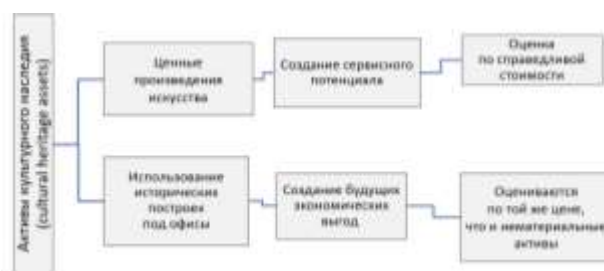 Активы культурного наследия
(cultural heritage assets)
Ценные
произведения
искусства
Создание сервисного
потенциала
Оценка
по справедливой
стоимости
Использование
исторических
построек
под офисы
Создание будущих
экономических
выгод
Оцениваются
по той же цене,
что и нематериальные
активы